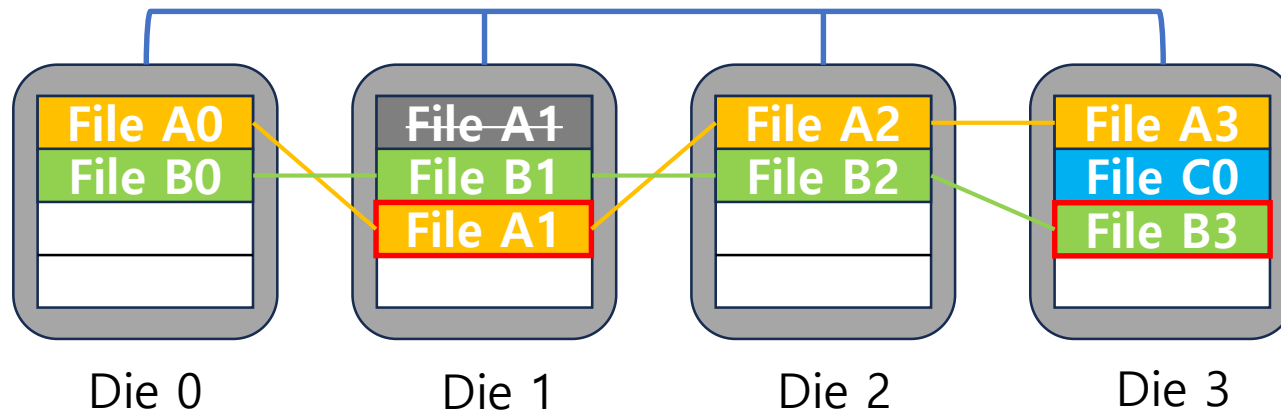 File A0
File B0
File A1
File B1
File A1
File A2
File B2
File A3
File C0
File B3
Die 0
Die 1
Die 2
Die 3